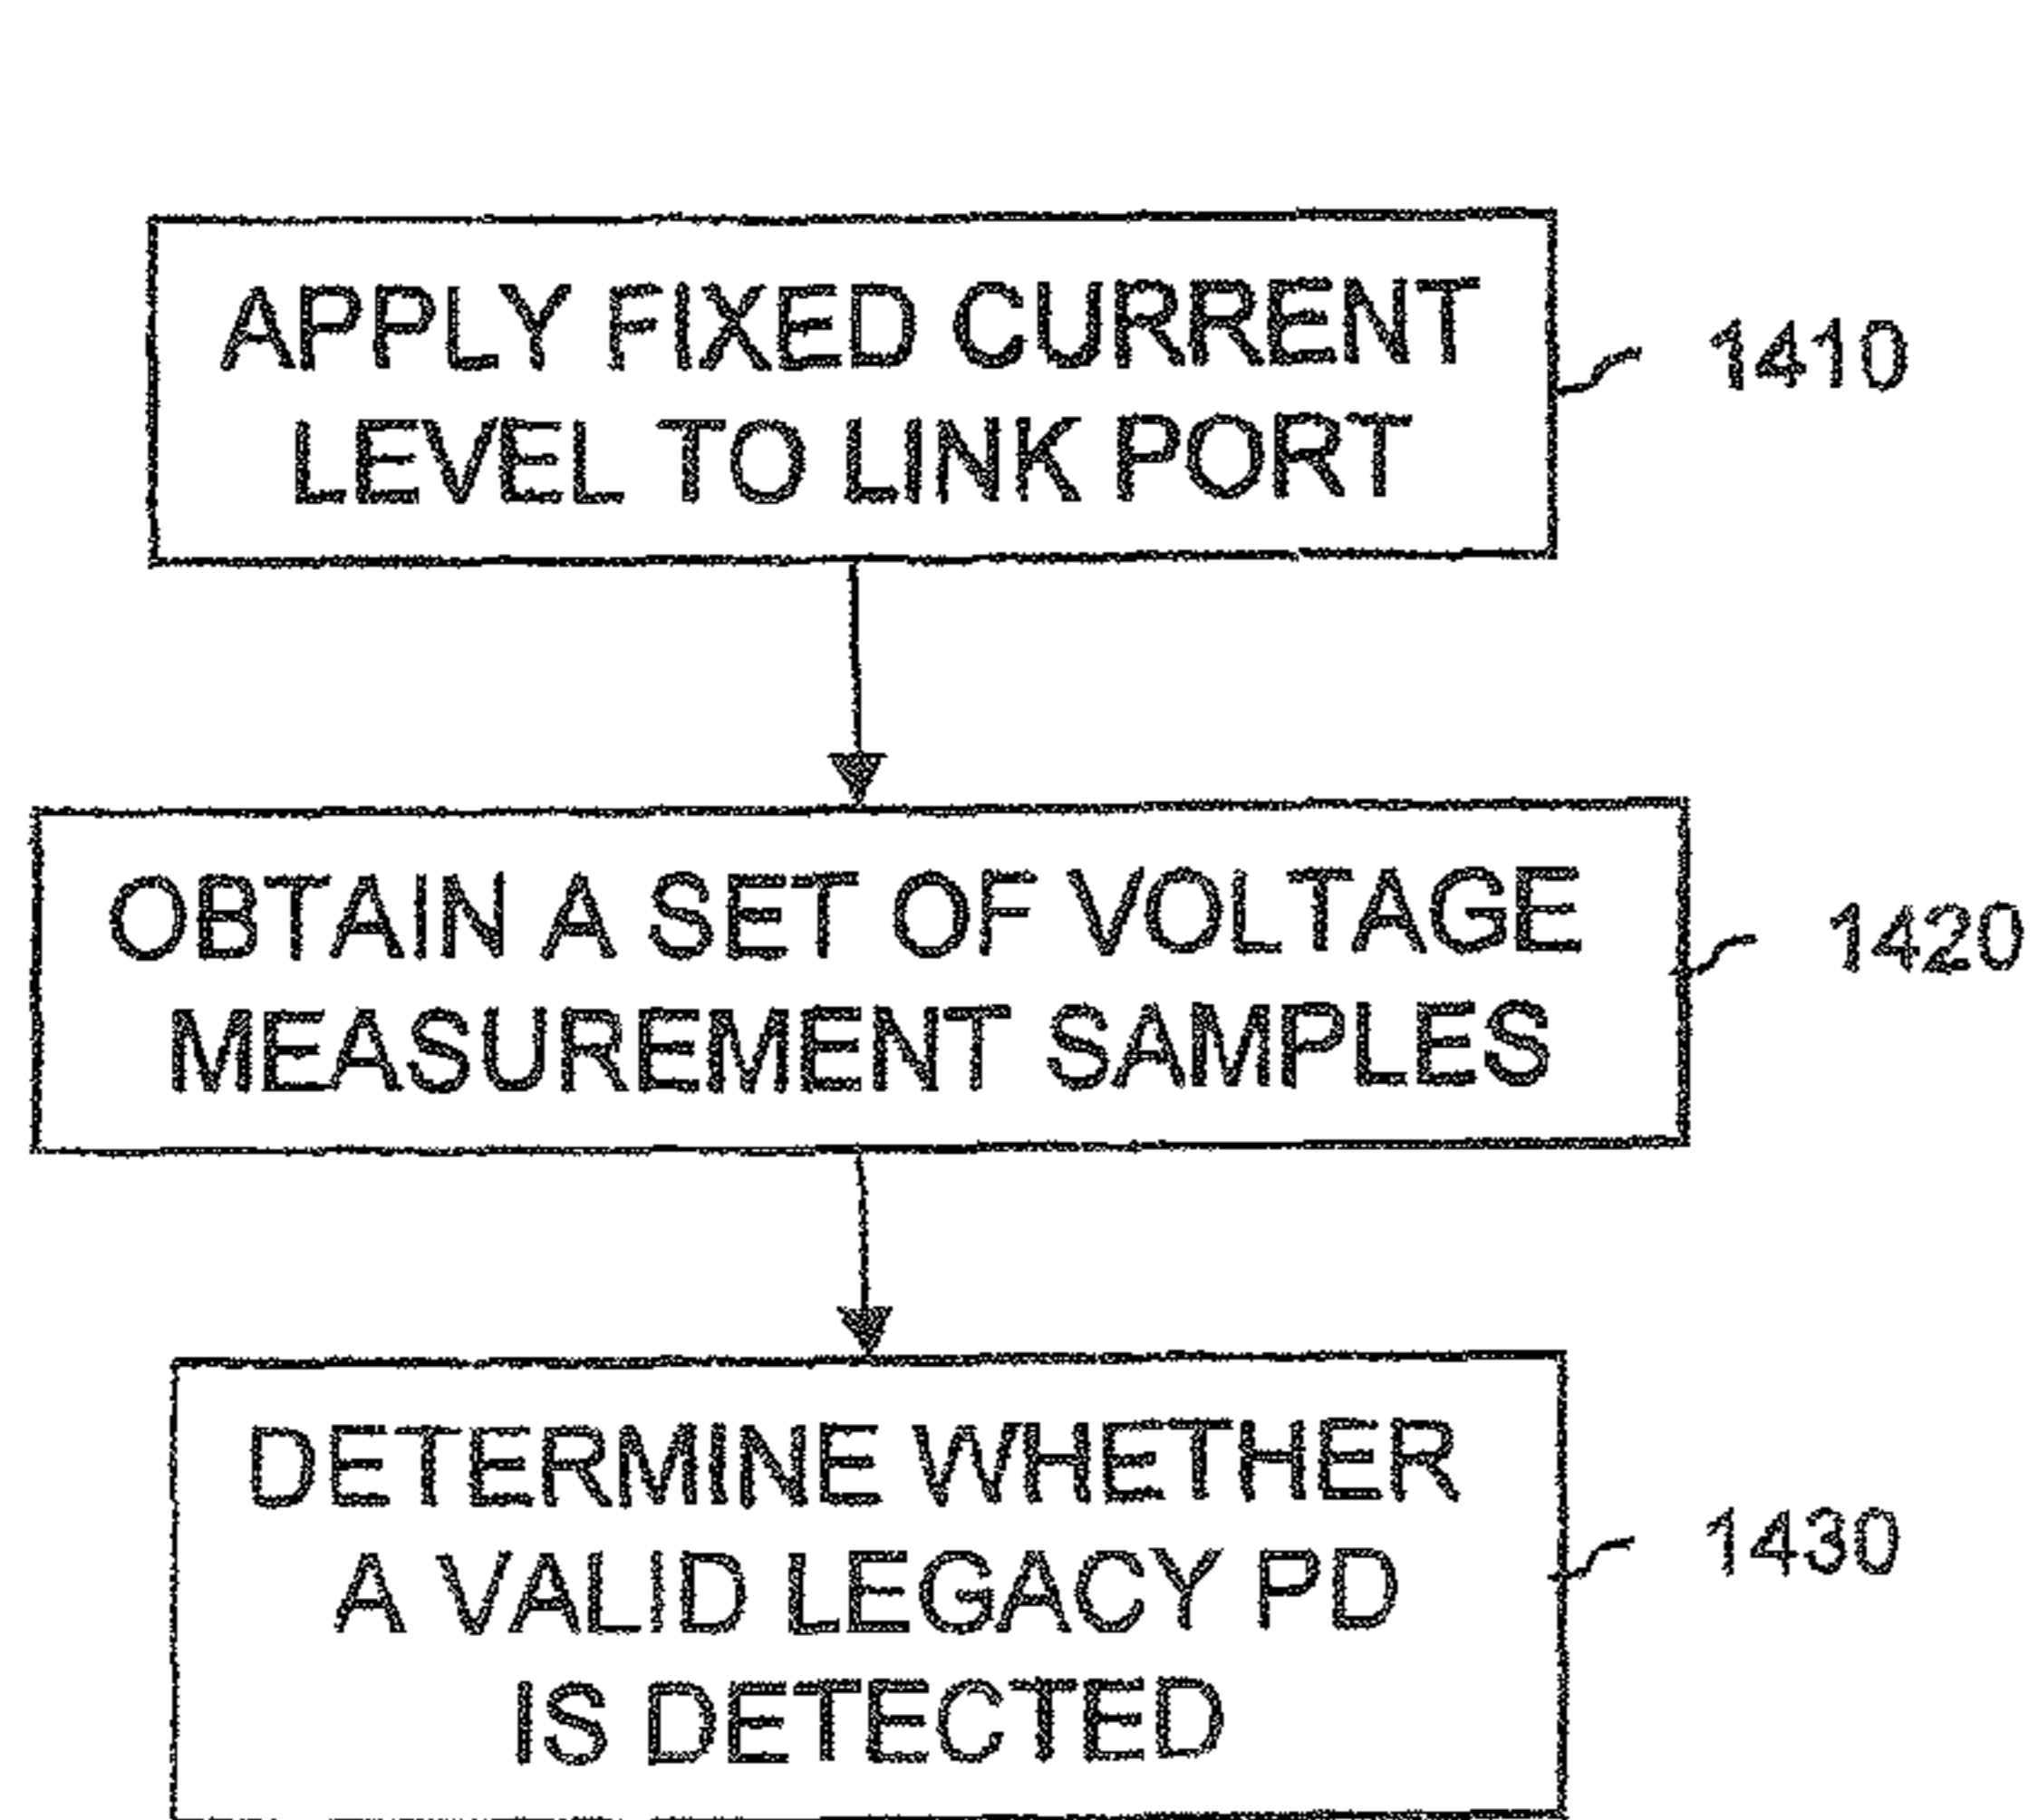 APPLY FIXED CURRENT
LEVEL TO LINK PORT
1410
OBTAIN A SET OF VOLTAGE
MEASUREMENT SAMPLES
1420
DETERMINE WHETHER
A VALID LEGACY PD
IS DETECTED
1430